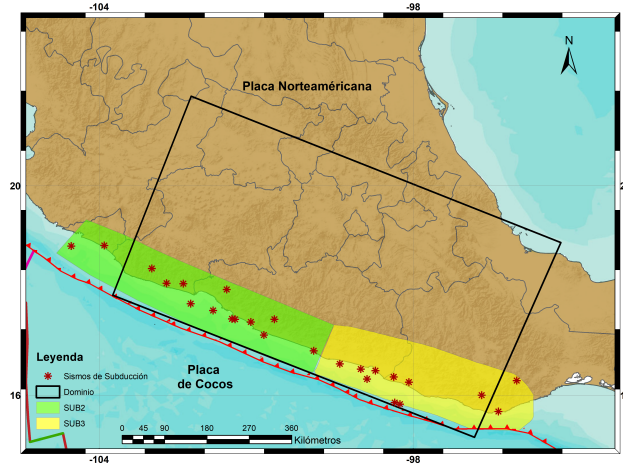 -104 -98
N
Placa Norteaméricana
20 20
Leyenda
Sismos de Subducción
Dominio
SUB2
SUB3
Placa
de Cocos
16
0 45 90 180 270 360
Kilómetros
-104 -98